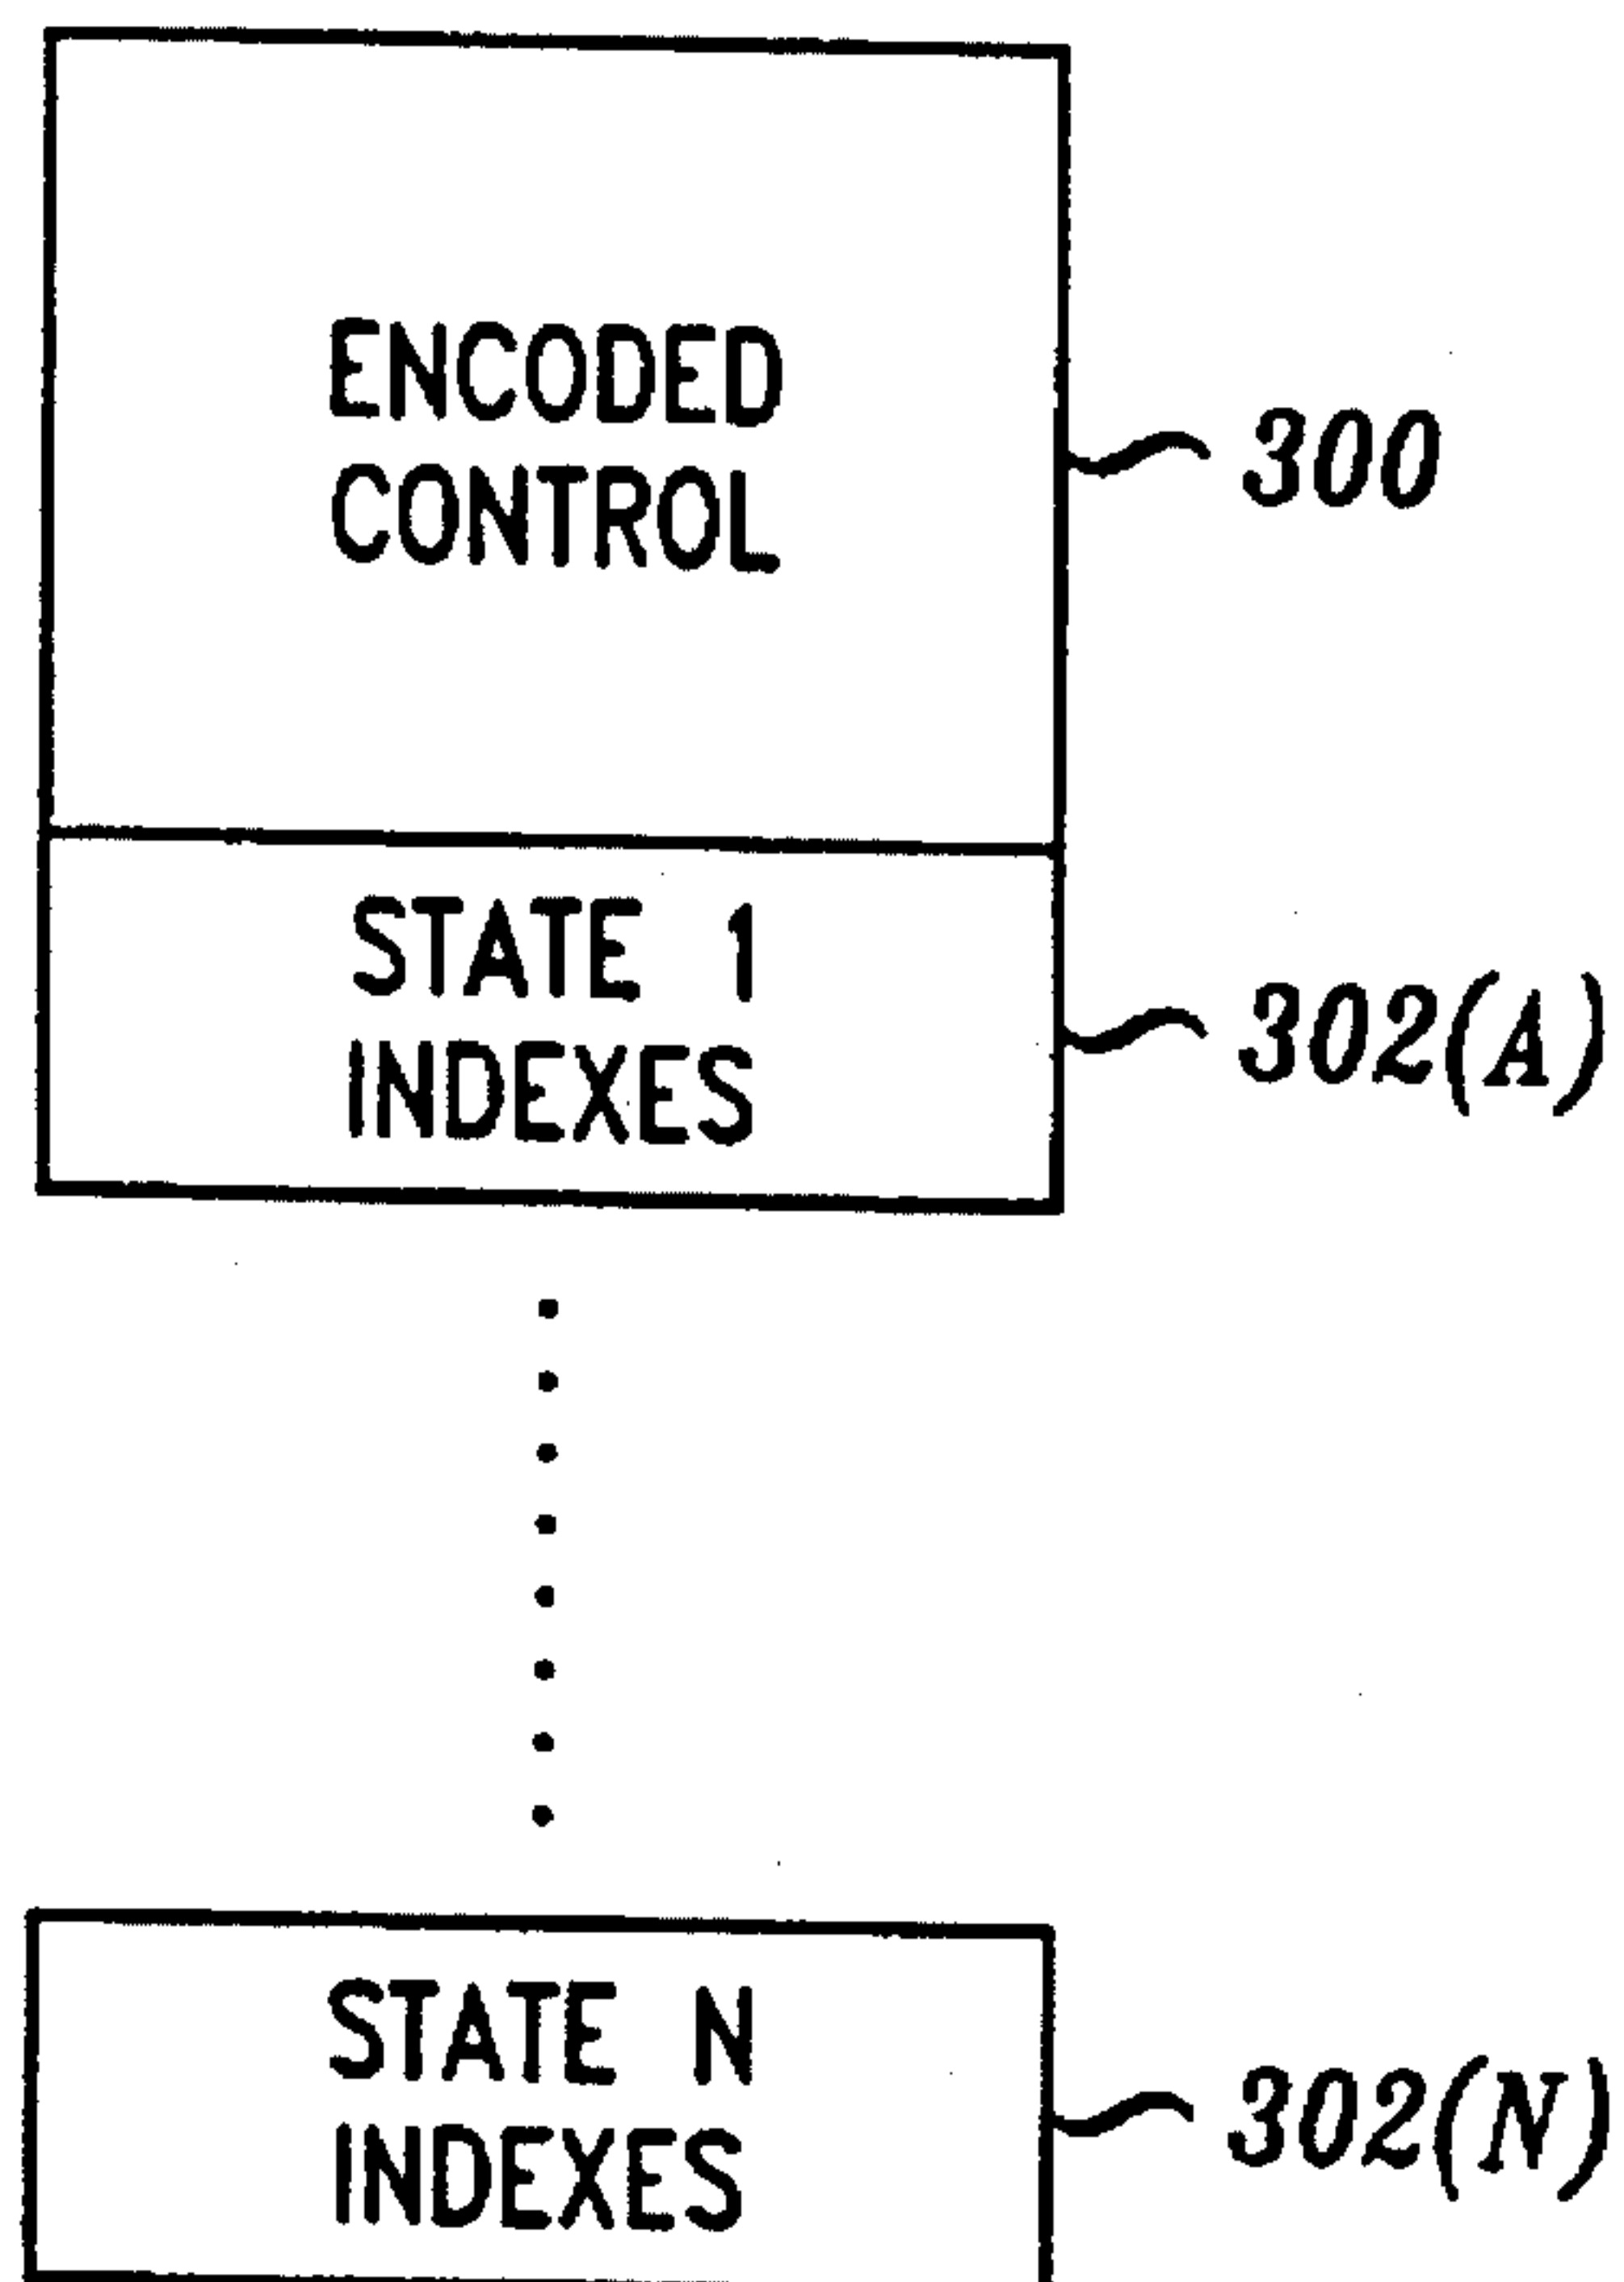 ENCODED
CONTROL
300
STATE 1
INDEXES
302(A)
STATE N
INDEXES
302(N)